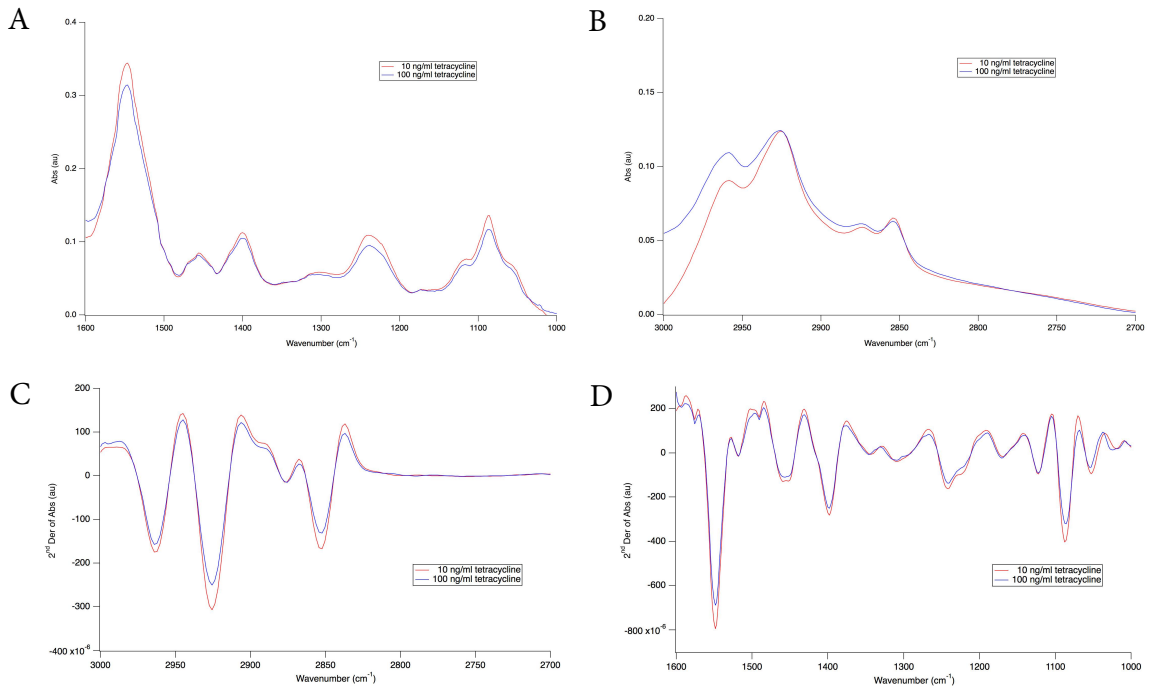 A
0.4
0.3
0.2
0.1
0.0
Abs (au)
1600
1500
1400
1300
1200
1100
1000
Wavenumber (cm-1)
10 ng/ml tetracycline
100 ng/ml tetracycline
B
0.20
0.15
0.10
0.05
0.00
Abs (au)
3000
2950
2900
2850
2800
2750
2700
Wavenumber (cm-1)
10 ng/ml tetracycline
100 ng/ml tetracycline
C
200
100
0
-100
-200
-300
-400 x10-6
2nd Der of Abs (au)
3000
2950
2900
2850
2800
2750
2700
Wavenumber (cm-1)
10 ng/ml tetracycline
100 ng/ml tetracycline
D
200
0
-200
-400
-600
-800 x10-6
2nd Der of Abs (au)
1600
1500
1400
1300
1200
1100
1000
Wavenumber (cm-1)
10 ng/ml tetracycline
100 ng/ml tetracycline